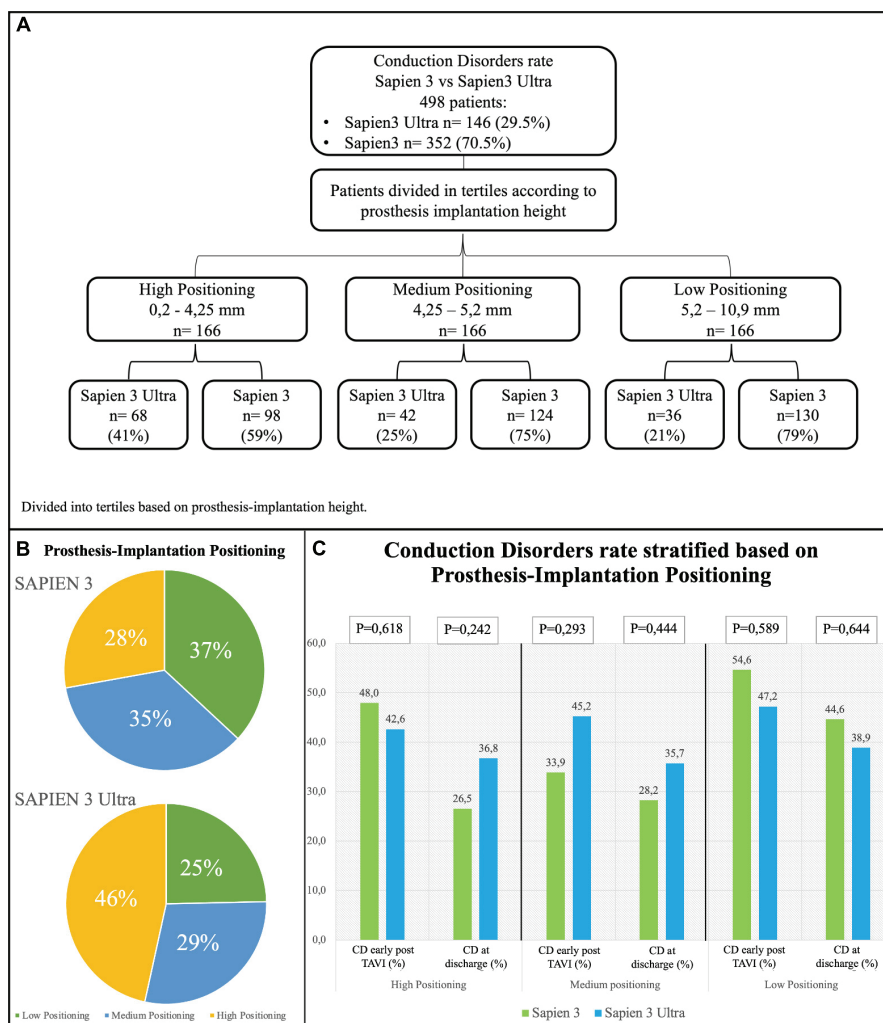 A
Conduction Disorders rate
Sapien 3 vs Sapien3 Ultra
498 patients:
• Sapien3 Ultra n= 146 (29.5%)
• Sapien3 n= 352 (70.5%)
Patients divided in tertiles according to
prosthesis implantation height
High Positioning
0,2 - 4,25 mm
n= 166
Medium Positioning
4,25 – 5,2 mm
n= 166
Low Positioning
5,2 – 10,9 mm
n= 166
Sapien 3 Ultra
n= 68
(41%)
Sapien 3
n= 98
(59%)
Sapien 3 Ultra
n= 42
(25%)
Sapien 3
n= 124
(75%)
Sapien 3 Ultra
n=36
(21%)
Sapien 3
n= 130
(79%)
Divided into tertiles based on prosthesis-implantation height.
B
Prosthesis-Implantation Positioning
SAPIEN 3
28%
37%
35%
SAPIEN 3 Ultra
46%
25%
29%
Low Positioning
Medium Positioning
High Positioning
C
Conduction Disorders rate stratified based on
Prosthesis-Implantation Positioning
P=0,618
P=0,242
P=0,293
P=0,444
P=0,589
P=0,644
60,0
50,0
40,0
30,0
20,0
10,0
0,0
48,0
42,6
26,5
36,8
33,9
45,2
28,2
35,7
54,6
47,2
44,6
38,9
CD early post
TAVI (%)
CD at
discharge (%)
CD early post
TAVI (%)
CD at
discharge (%)
CD early post
TAVI (%)
CD at
discharge (%)
High Positioning
Medium positioning
Low Positioning
Sapien 3
Sapien 3 Ultra